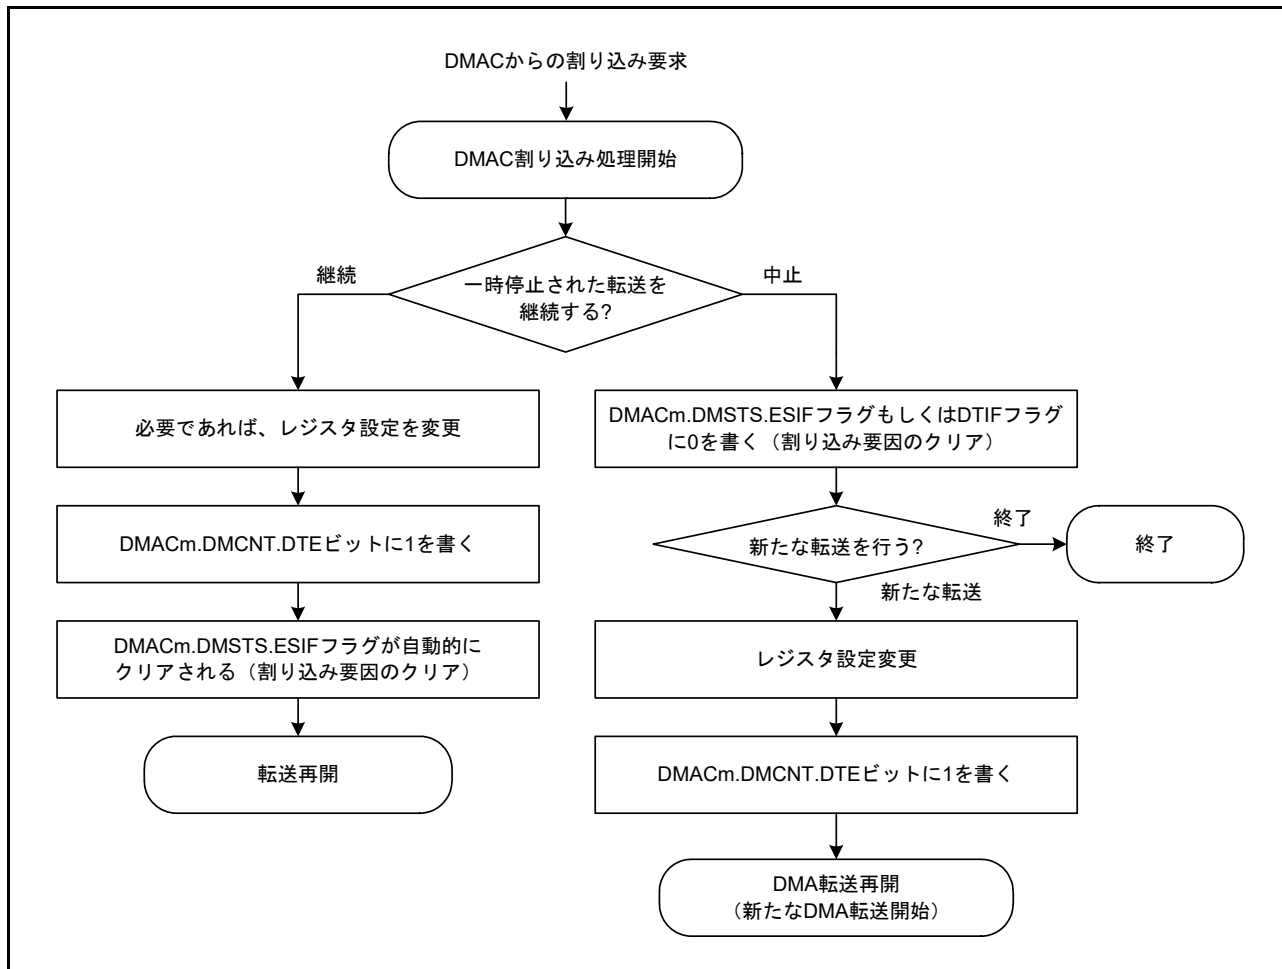 DMACからの割り込み要求
DMAC割り込み処理開始
一時停止された転送を
継続する?
継続
中止
必要であれば、レジスタ設定を変更
DMACm.DMCNT.DTEビットに1を書く
DMACm.DMSTS.ESIFフラグが自動的に
クリアされる（割り込み要因のクリア）
転送再開
DMACm.DMSTS.ESIFフラグもしくはDTIFフラグ
に0を書く（割り込み要因のクリア）
新たな転送を行う?
終了
終了
新たな転送
レジスタ設定変更
DMACm.DMCNT.DTEビットに1を書く
DMA転送再開
（新たなDMA転送開始）